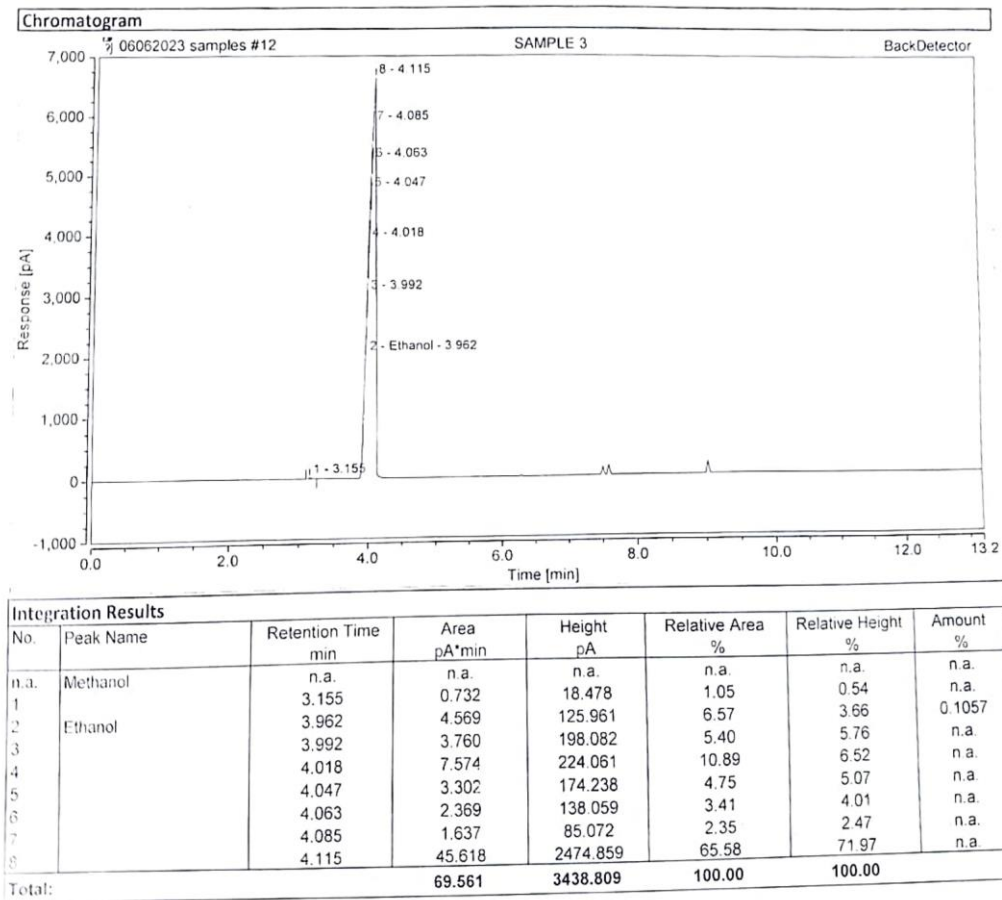 Chromatogram
06062023 samples #12 SAMPLE 3 BackDetector
7,000
8 - 4.115
6,000
7 - 4.085
6 - 4.063
5,000
5 - 4.047
4,000
4 - 4.018
3,000
3 - 3.992
2,000
2 - Ethanol - 3.962
1,000
1 - 3.155
0
-1,000
Response [pA]
0.0 2.0 4.0 6.0 8.0 10.0 12.0 13.2
Time [min]
Integration Results
No. Peak Name Retention Time Area Height Relative Area Relative Height Amount
min pA*min pA % % %
n.a. Methanol n.a. n.a. n.a. n.a. n.a. n.a.
1 3.155 0.732 18.478 1.05 0.54 n.a.
2 Ethanol 3.962 4.569 125.961 6.57 3.66 0.1057
3 3.992 3.760 198.082 5.40 5.76 n.a.
4 4.018 7.574 224.061 10.89 6.52 n.a.
5 4.047 3.302 174.238 4.75 5.07 n.a.
6 4.063 2.369 138.059 3.41 4.01 n.a.
7 4.085 1.637 85.072 2.35 2.47 n.a.
8 4.115 45.618 2474.859 65.58 71.97 n.a.
Total: 69.561 3438.809 100.00 100.00